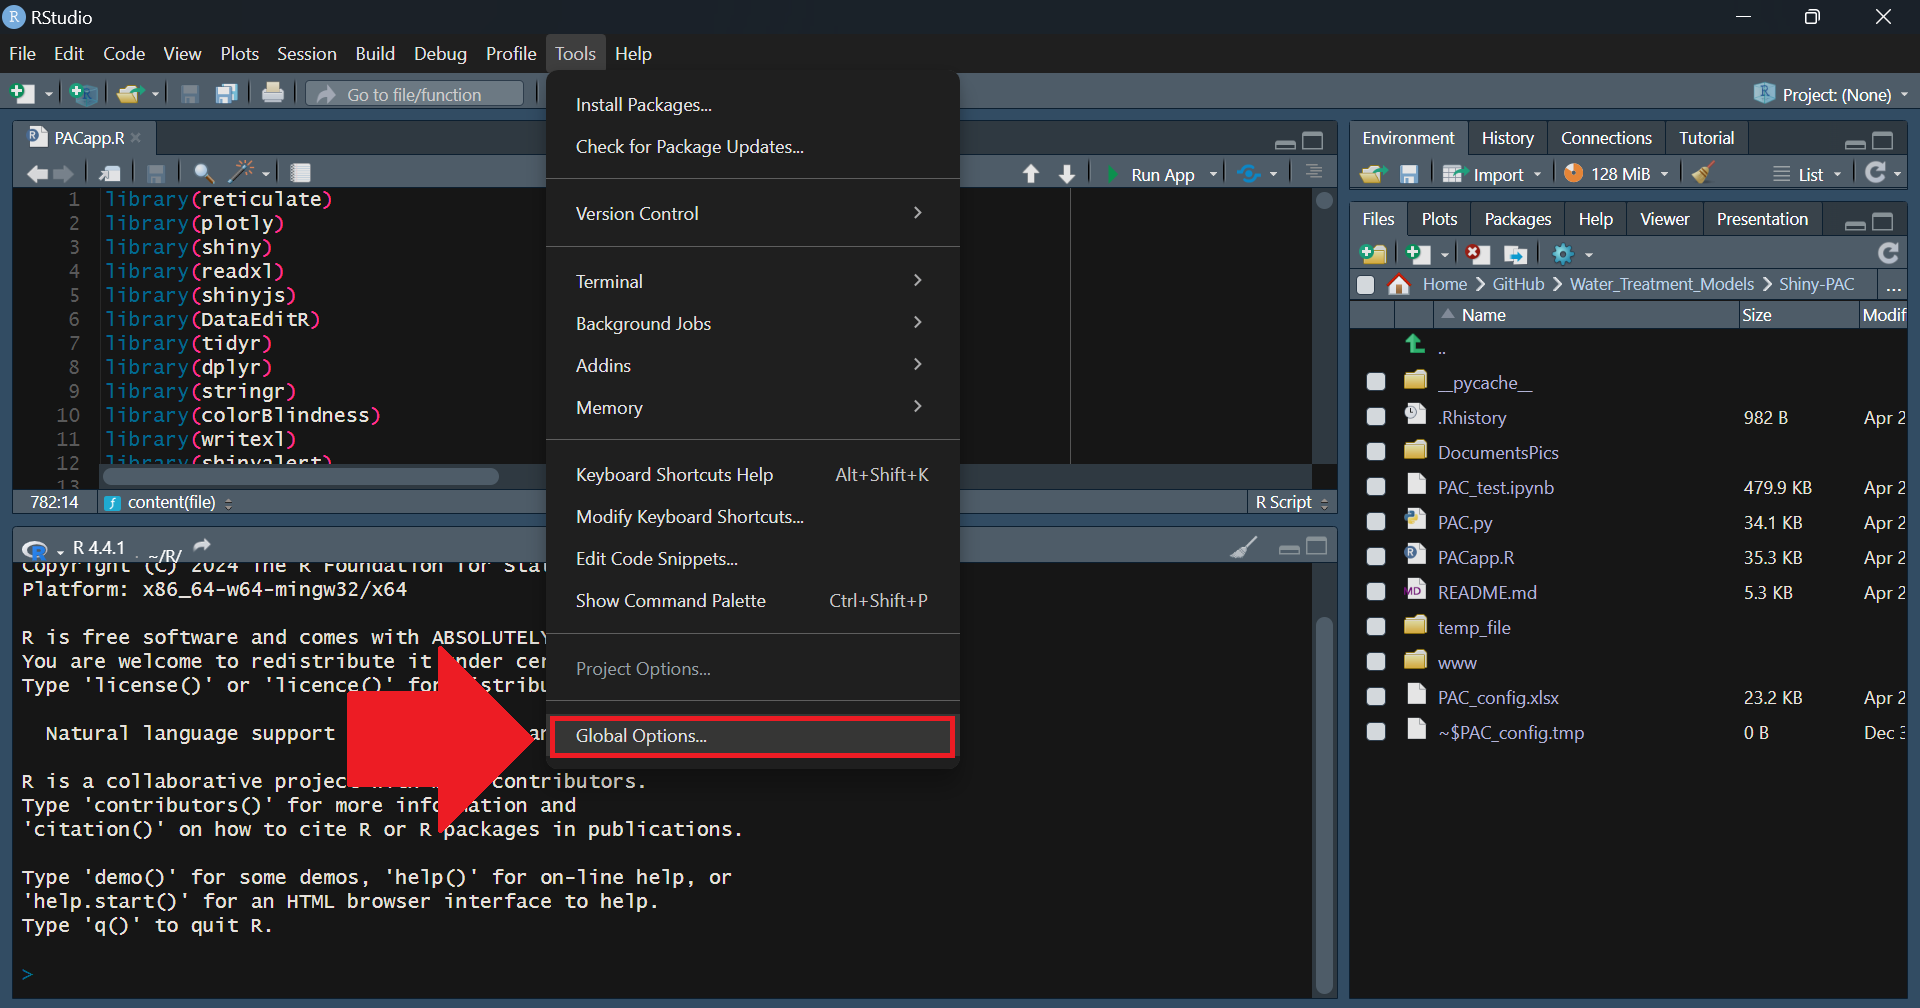 RStudio
File Edit Code View Plots Session Build Debug Profile Tools Help
Go to file/function
Project: (None)
PACapp.R
Run App
1 library(reticulate)
2 library(plotly)
3 library(shiny)
4 library(readxl)
5 library(shinyjs)
6 library(DataEditR)
7 library(tidyr)
8 library(dplyr)
9 library(stringr)
10 library(colorBlindness)
11 library(writexl)
12 library(shinyalert)
13
782:14 content(file) R Script
R 4.4.1 . ~/R/
Copyright (C) 2024 The R Foundation for Stat
Platform: x86_64-w64-mingw32/x64
R is free software and comes with ABSOLUTELY
You are welcome to redistribute it under cer
Type 'license()' or 'licence()' for distribu
Natural language support
R is a collaborative project contributors.
Type 'contributors()' for more information and
'citation()' on how to cite R or R packages in publications.
Type 'demo()' for some demos, 'help()' for on-line help, or
'help.start()' for an HTML browser interface to help.
Type 'q()' to quit R.
>
Install Packages...
Check for Package Updates...
Version Control
Terminal
Background Jobs
Addins
Memory
Keyboard Shortcuts Help Alt+Shift+K
Modify Keyboard Shortcuts...
Edit Code Snippets...
Show Command Palette Ctrl+Shift+P
Project Options...
Global Options...
Environment History Connections Tutorial
Import 128 MiB List
Files Plots Packages Help Viewer Presentation
Home GitHub Water_Treatment_Models Shiny-PAC ...
Name Size Modif
..
__pycache__
.Rhistory 982 B Apr 2
DocumentsPics
PAC_test.ipynb 479.9 KB Apr 2
PAC.py 34.1 KB Apr 2
PACapp.R 35.3 KB Apr 2
README.md 5.3 KB Apr 2
temp_file
www
PAC_config.xlsx 23.2 KB Apr 2
~$PAC_config.tmp 0 B Dec 3